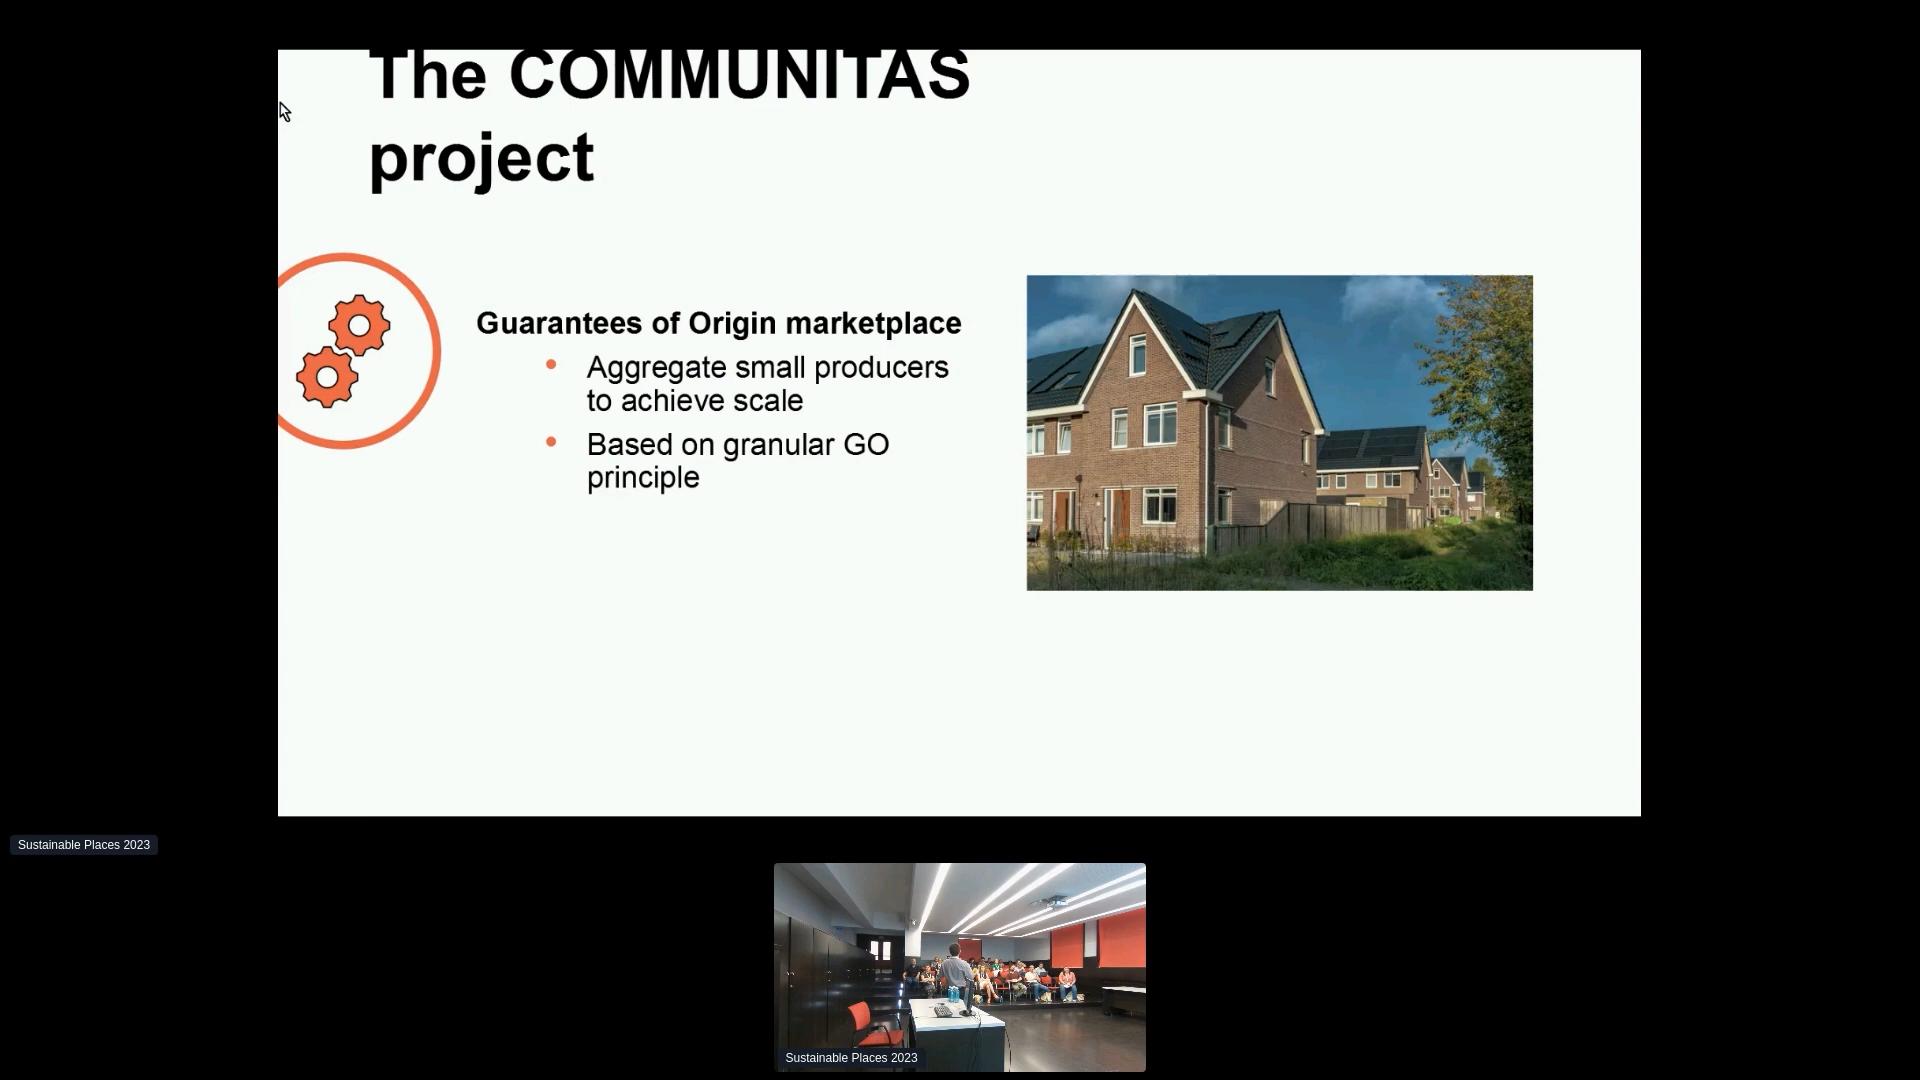 The COMMUNITAS
project
Guarantees of Origin marketplace
Aggregate small producers
to achieve scale
Based on granular GO
principle
Sustainable Places 2023
Sustainable Places 2023